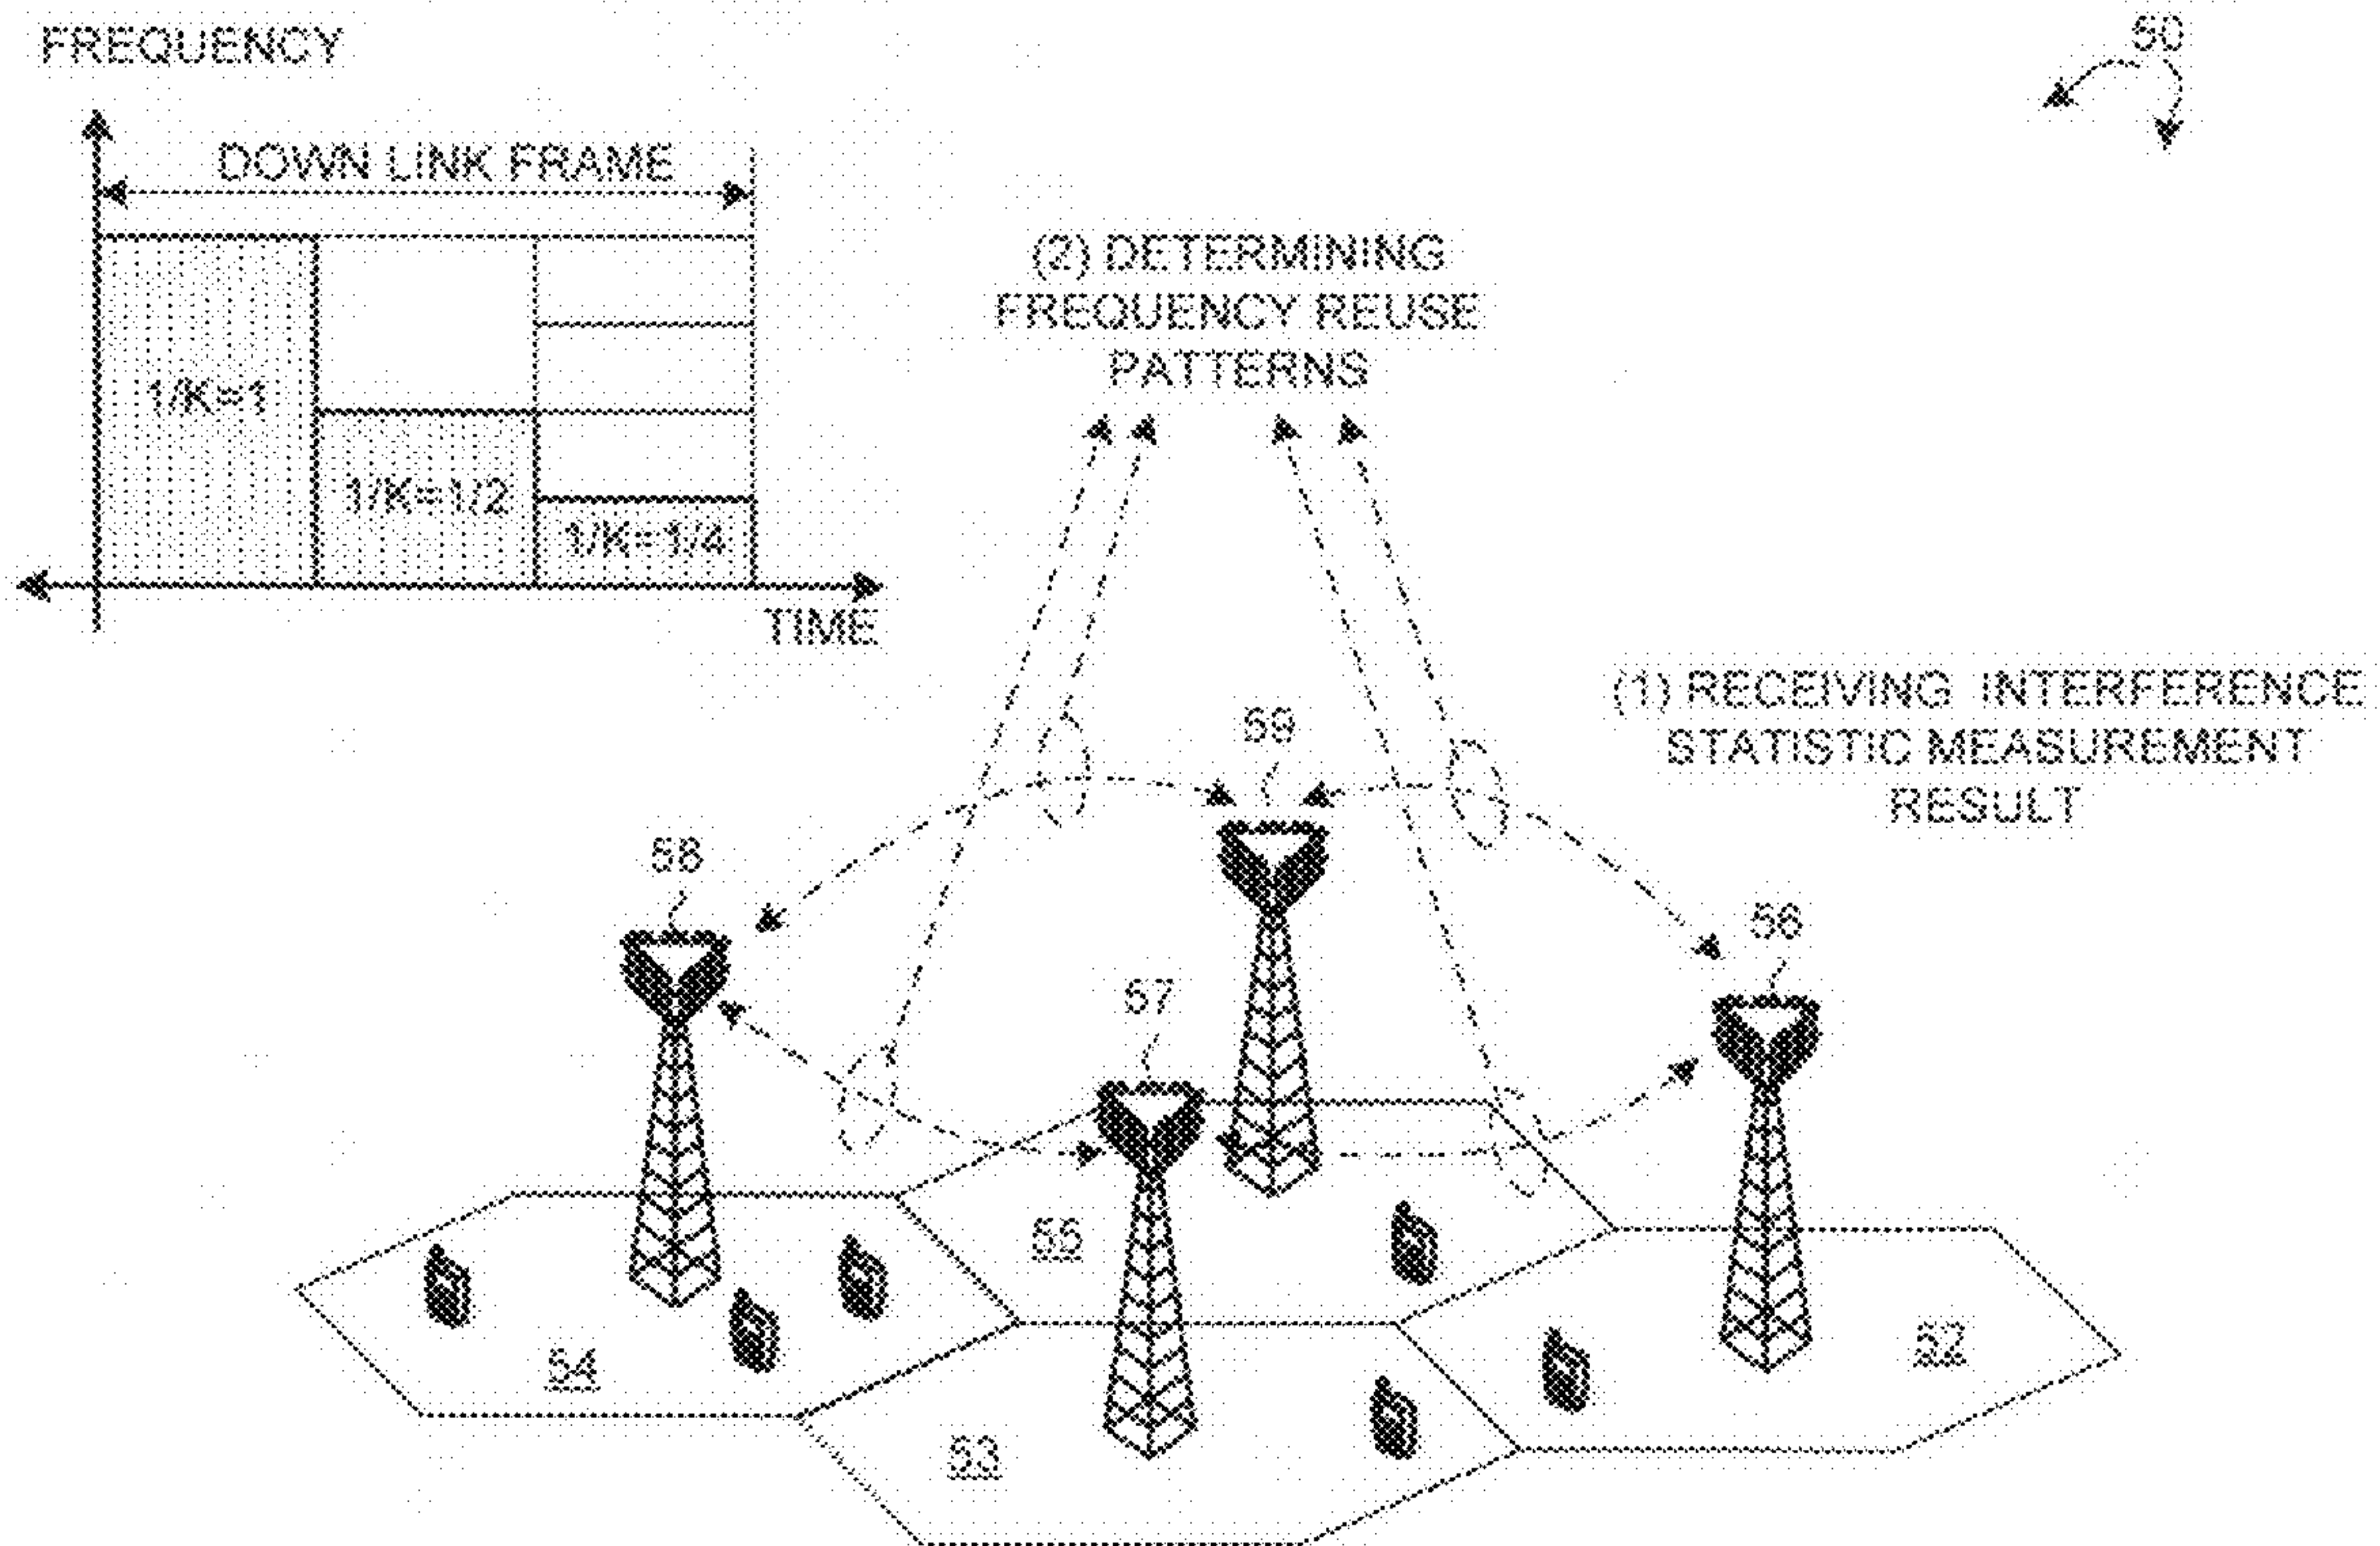 FREQUENCY
50
DOWN LINK FRAME
(2) DETERMINING
FREQUENCY REUSE
PATTERNS
1/K=1
1/K=1/2
1/K=1/4
TIME
(1) RECEIVING INTERFERENCE
STATISTIC MEASUREMENT
RESULT
59
58
56
57
55
54
52
53